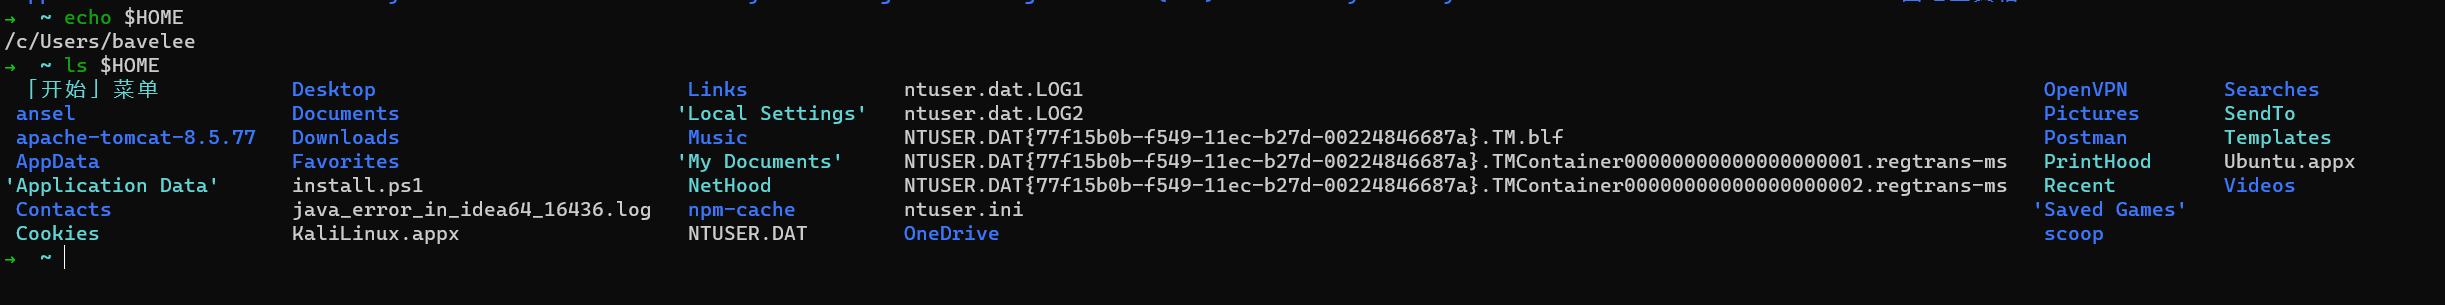 → ~ echo $HOME
/c/Users/bavelee
→ ~ ls $HOME
「开始」菜单 Desktop Links ntuser.dat.LOG1 OpenVPN Searches
ansel Documents 'Local Settings' ntuser.dat.LOG2 Pictures SendTo
apache-tomcat-8.5.77 Downloads Music NTUSER.DAT{77f15b0b-f549-11ec-b27d-00224846687a}.TM.blf Postman Templates
AppData Favorites 'My Documents' NTUSER.DAT{77f15b0b-f549-11ec-b27d-00224846687a}.TMContainer00000000000000000001.regtrans-ms PrintHood Ubuntu.appx
'Application Data' install.ps1 NetHood NTUSER.DAT{77f15b0b-f549-11ec-b27d-00224846687a}.TMContainer00000000000000000002.regtrans-ms Recent Videos
Contacts java_error_in_idea64_16436.log npm-cache ntuser.ini 'Saved Games'
Cookies KaliLinux.appx NTUSER.DAT OneDrive scoop
→ ~